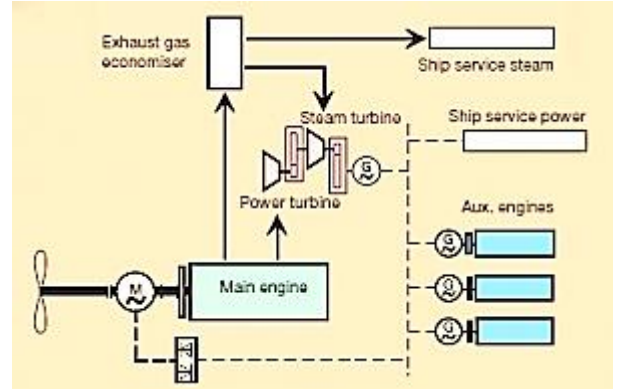 Exhaust gas
economiser
Ship service steam
Steam turbine
Ship service power
G
Power turbine
Aux. engines
G
M
Main engine
G
G